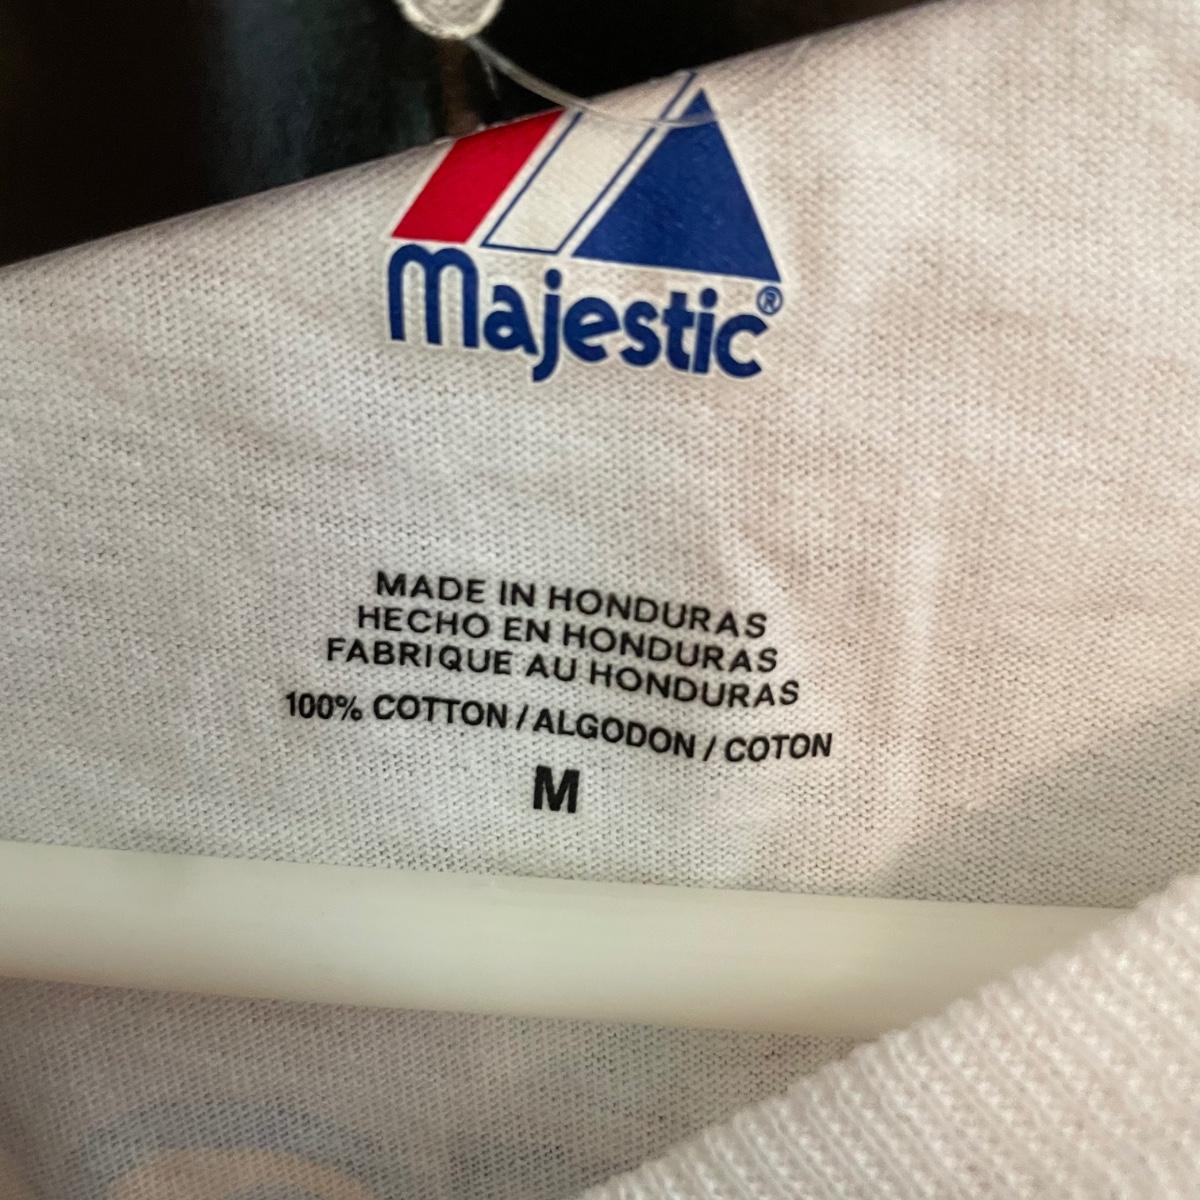 Majestic®
MADE IN HONDURAS
HECHO EN HONDURAS
FABRIQUE AU HONDURAS
100% COTTON / ALGODON / COTON
M